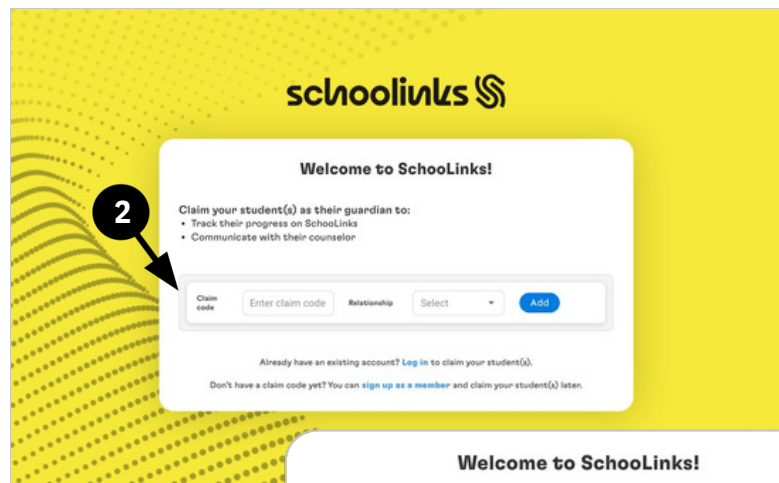 schoolinks
Welcome to SchooLinks!
Claim your student(s) as their guardian to:
• Track their progress on SchooLinks
• Communicate with their counselor
2
Claim code Enter claim code Relationship Select Add
Already have an existing account? Log in to claim your student(s).
Don't have a claim code yet? You can sign up as a member and claim your student(s) later.
Welcome to SchooLinks!